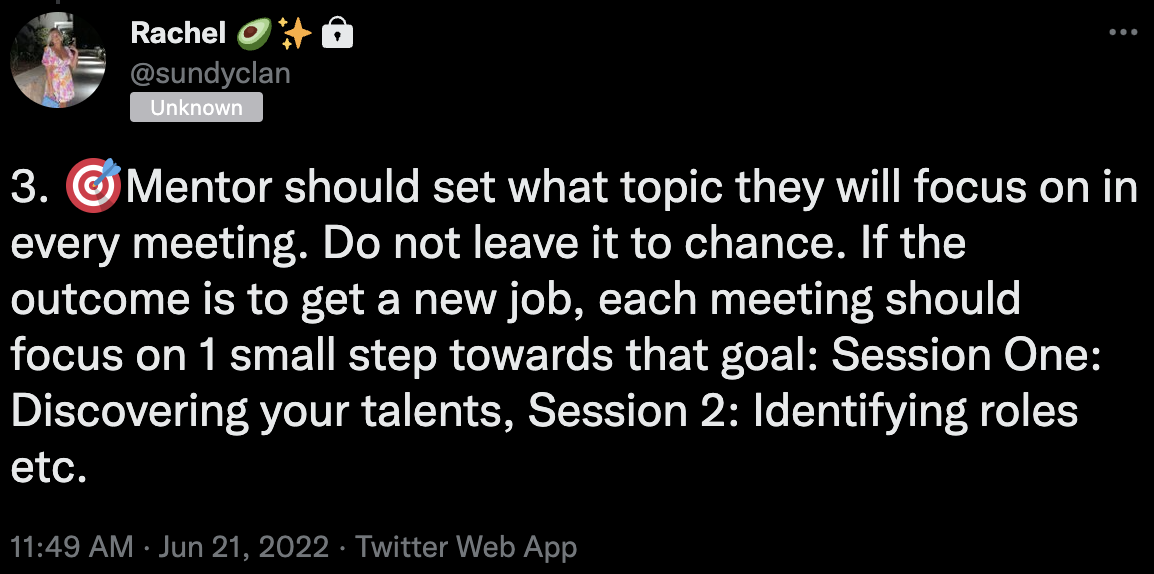 Rachel 🥑✨🔒
@sundyclan
Unknown
3. 🎯Mentor should set what topic they will focus on in
every meeting. Do not leave it to chance. If the
outcome is to get a new job, each meeting should
focus on 1 small step towards that goal: Session One:
Discovering your talents, Session 2: Identifying roles
etc.
11:49 AM · Jun 21, 2022 · Twitter Web App